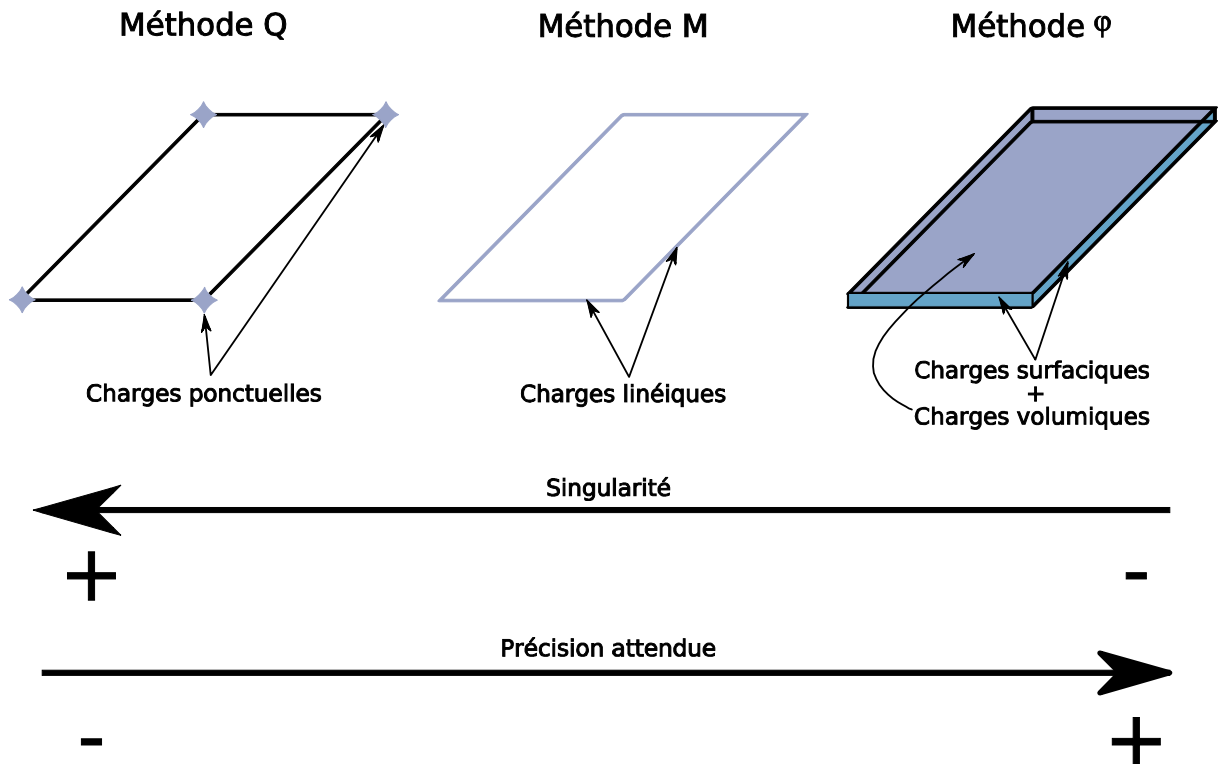 Méthode Q
Méthode M
Méthode φ
Charges ponctuelles
Charges linéiques
Charges surfaciques
+
Charges volumiques
Singularité
+
-
Précision attendue
-
+